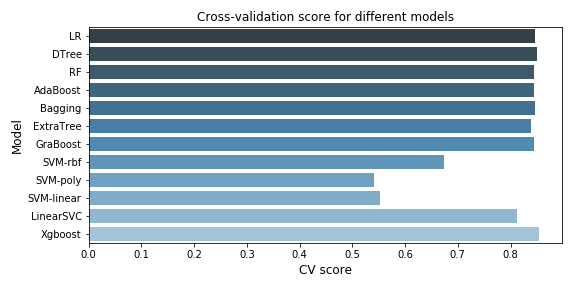 Cross-validation score for different models
LR
DTree
RF
AdaBoost
Bagging
ExtraTree
GraBoost
SVM-rbf
SVM-poly
SVM-linear
LinearSVC
Xgboost
Model
0.0 0.1 0.2 0.3 0.4 0.5 0.6 0.7 0.8
CV score